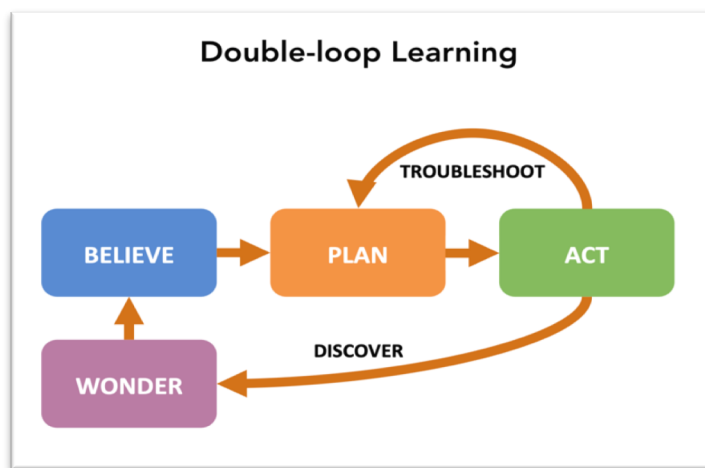 Double-loop Learning
TROUBLESHOOT
BELIEVE
PLAN
ACT
DISCOVER
WONDER